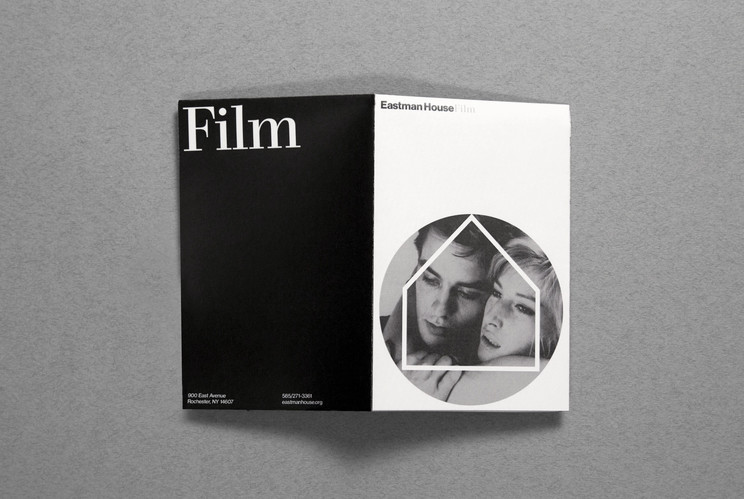 Film
Eastman House Film
900 East Avenue
Rochester, NY 14607
585/271-3361
eastmanhouse.org